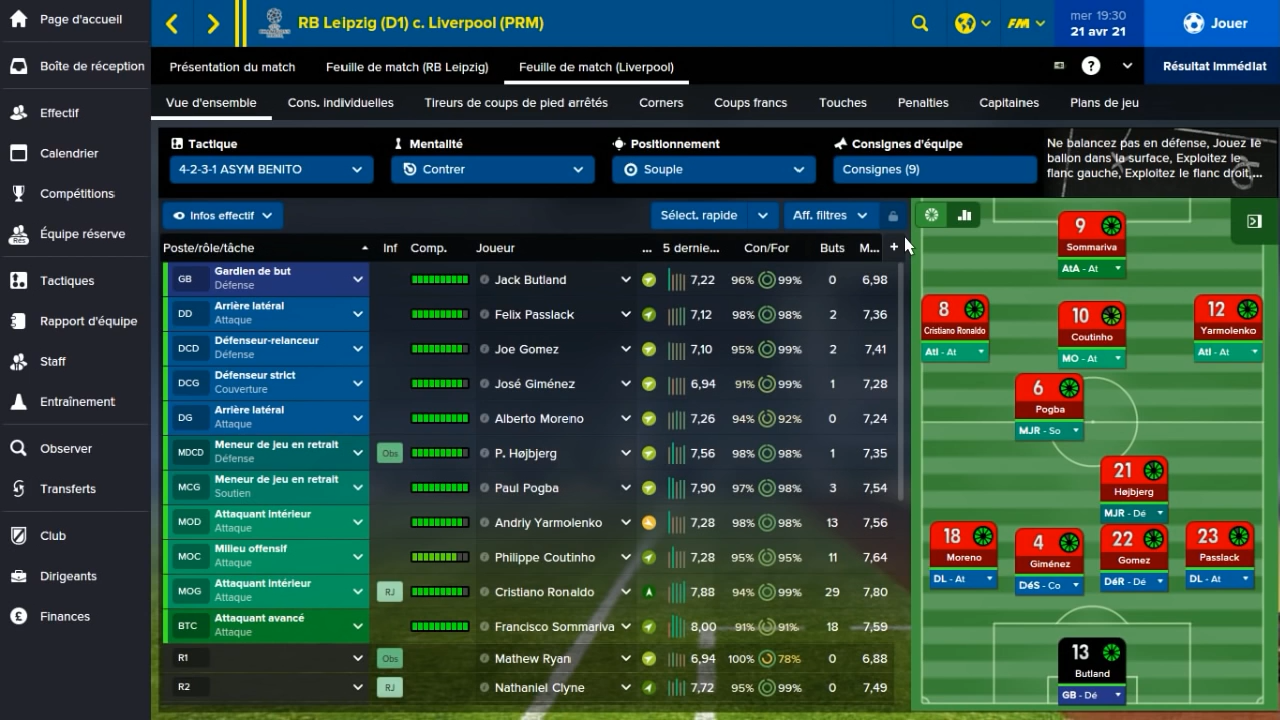 Page d'accueil
Boîte de réception
Effectif
Calendrier
Compétitions
Rés
Équipe réserve
Tactiques
Rapport d'équipe
Staff
Entraînement
Observer
Transferts
Club
Dirigeants
Finances
RB Leipzig (D1) c. Liverpool (PRM)
FM
mer 19:30
21 avr 21
Jouer
Présentation du match Feuille de match (RB Leipzig) Feuille de match (Liverpool)
?
Résultat Immédiat
Vue d'ensemble Cons. individuelles Tireurs de coups de pied arrêtés Corners Coups francs Touches Penalties Capitaines Plans de jeu
Tactique Mentalité Positionnement Consignes d'équipe
4-2-3-1 ASYM BENITO Contrer Souple Consignes (9)
Ne balancez pas en défense, Jouez le
ballon dans la surface, Exploitez le
flanc gauche, Exploitez le flanc droit,...
Infos effectif Sélect. rapide Aff. filtres
Poste/rôle/tâche Inf Comp. Joueur ... 5 dernie... Con/For Buts M... +
GB Gardien de but Défense Jack Butland 7,22 96% 99% 0 6,98
DD Arrière latéral Attaque Felix Passlack 7,12 98% 98% 2 7,36
DCD Défenseur-relanceur Défense Joe Gomez 7,10 95% 99% 2 7,41
DCG Défenseur strict Couverture José Giménez 6,94 91% 99% 1 7,28
DG Arrière latéral Attaque Alberto Moreno 7,26 94% 92% 0 7,24
MDCD Meneur de jeu en retrait Défense Obs P. Højbjerg 7,56 98% 98% 1 7,35
MCG Meneur de jeu en retrait Soutien Paul Pogba 7,90 97% 98% 3 7,54
MOD Attaquant Intérieur Attaque Andriy Yarmolenko 7,28 98% 98% 13 7,56
MOC Milieu offensif Attaque Philippe Coutinho 7,28 95% 95% 11 7,64
MOG Attaquant Intérieur Attaque RJ Cristiano Ronaldo 7,88 94% 99% 29 7,80
BTC Attaquant avancé Attaque Francisco Sommariva 8,00 91% 91% 18 7,59
R1 Obs Mathew Ryan 6,94 100% 78% 0 6,88
R2 RJ Nathaniel Clyne 7,72 95% 99% 0 7,49
9
Sommariva
AtA - At
8 10 12
Cristiano Ronaldo Coutinho Yarmolenko
AtI - At MO - At AtI - At
6
Pogba
MJR - So
21
Højbjerg
MJR - Dé
18 4 22 23
Moreno Giménez Gomez Passlack
DL - At DéS - Co DéR - Dé DL - At
13
Butland
GB - Dé